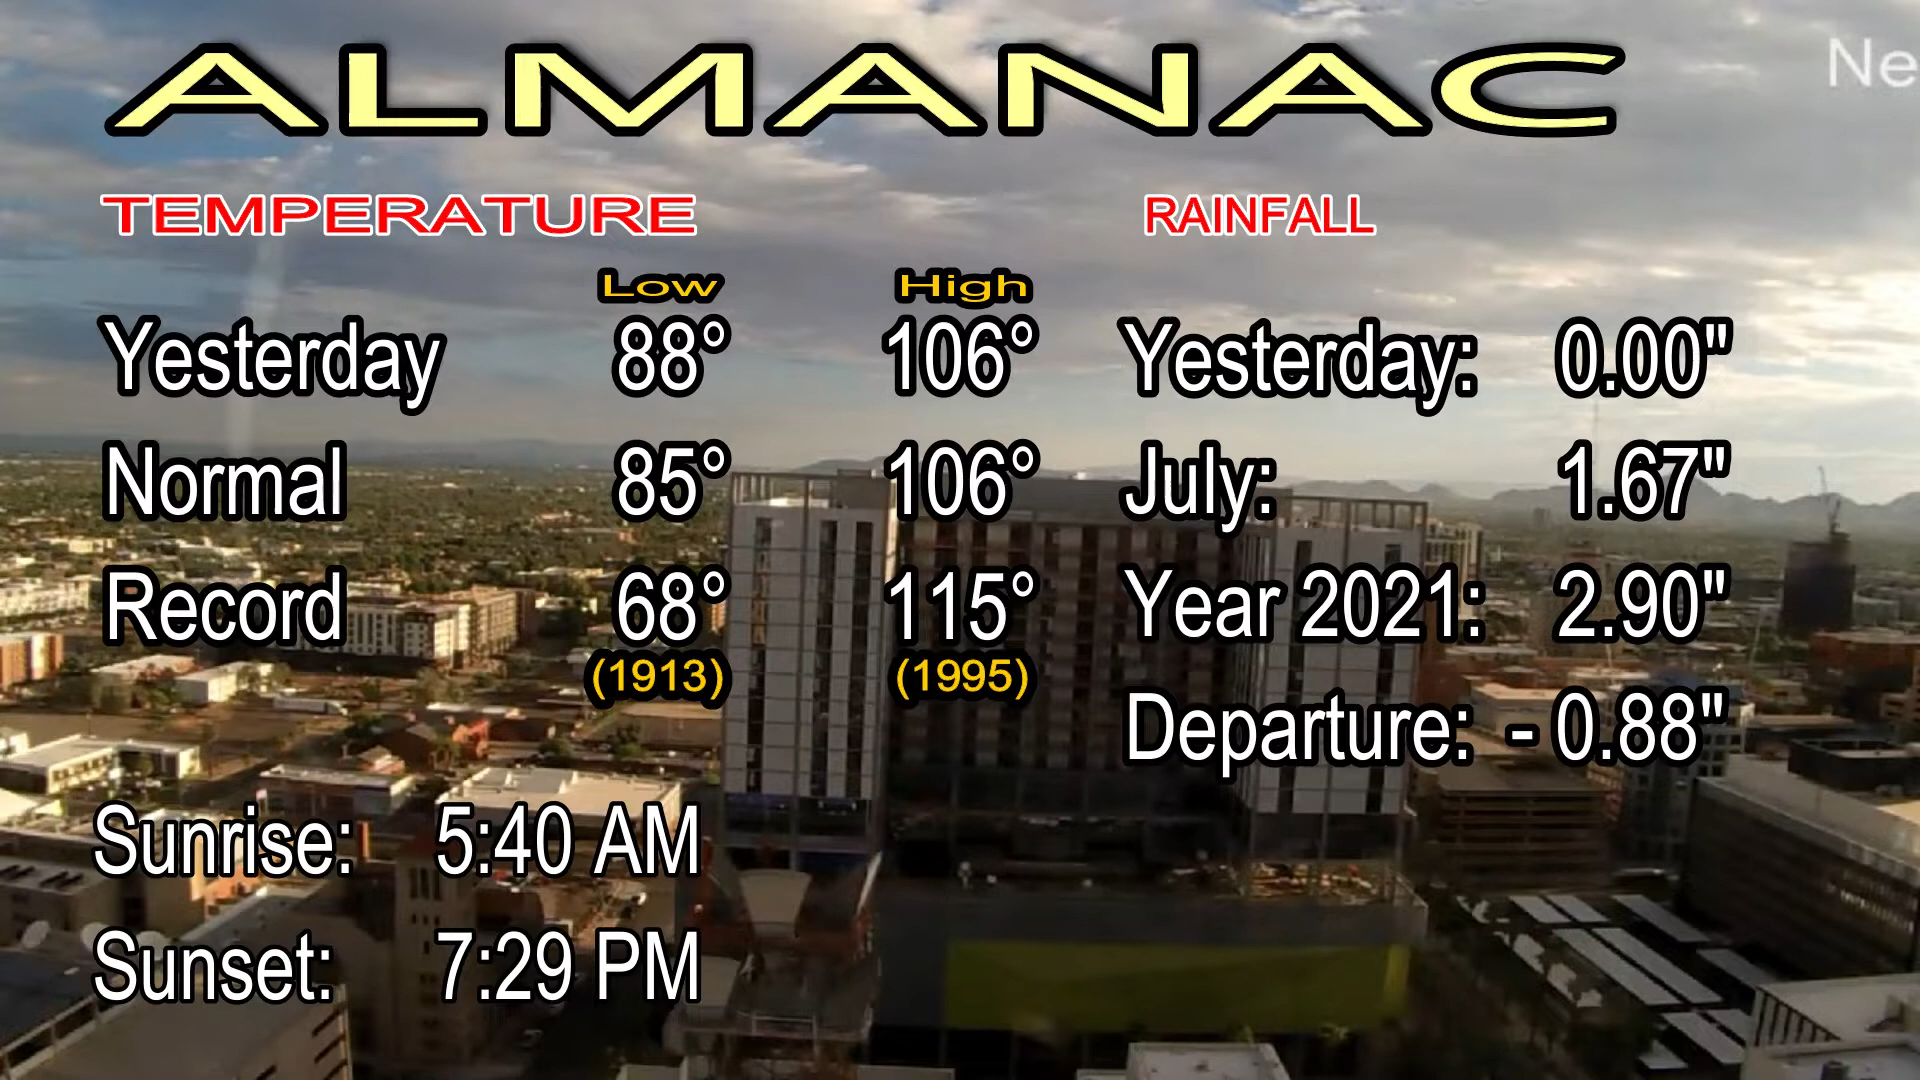 ALMANAC
Ne
TEMPERATURE
Low High
Yesterday 88° 106°
Normal 85° 106°
Record 68° 115°
(1913) (1995)
RAINFALL
Yesterday: 0.00"
July: 1.67"
Year 2021: 2.90"
Departure: - 0.88"
Sunrise: 5:40 AM
Sunset: 7:29 PM